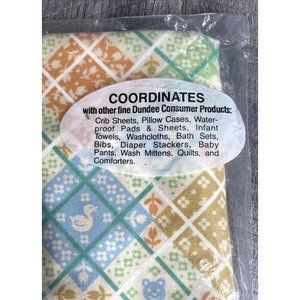 COORDINATES
with other fine Dundee Consumer Products:
Crib Sheets, Pillow Cases, Water-
proof Pads & Sheets, Infant
Towels, Washcloths, Bath Sets,
Bibs, Diaper Stackers, Baby
Pants, Wash Mittens, Quilts, and
Comforters.